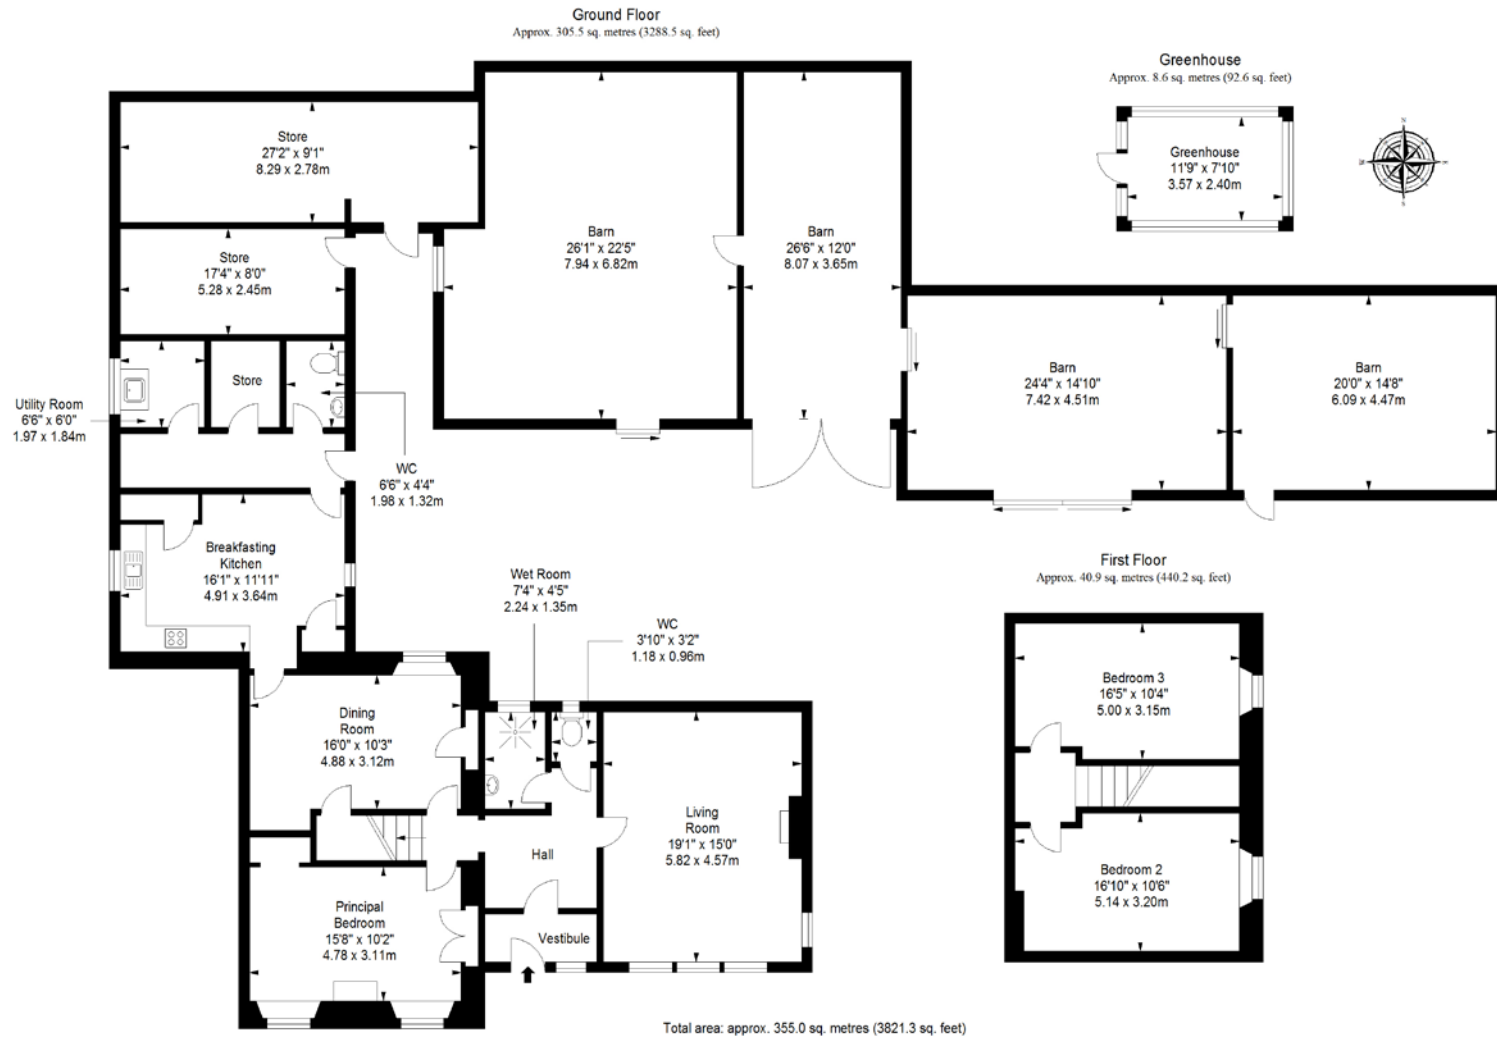 Ground Floor
Approx. 305.5 sq. metres (3288.5 sq. feet)
Greenhouse
Approx. 8.6 sq. metres (92.6 sq. feet)
Greenhouse
11'9" x 7'10"
3.57 x 2.40m
N
S
Store
27'2" x 9'1"
8.29 x 2.78m
Store
17'4" x 8'0"
5.28 x 2.45m
Barn
26'1" x 22'5"
7.94 x 6.82m
Barn
26'6" x 12'0"
8.07 x 3.65m
Barn
24'4" x 14'10"
7.42 x 4.51m
Barn
20'0" x 14'8"
6.09 x 4.47m
Store
Utility Room
6'6" x 6'0"
1.97 x 1.84m
WC
6'6" x 4'4"
1.98 x 1.32m
Breakfasting
Kitchen
16'1" x 11'11"
4.91 x 3.64m
Wet Room
7'4" x 4'5"
2.24 x 1.35m
WC
3'10" x 3'2"
1.18 x 0.96m
First Floor
Approx. 40.9 sq. metres (440.2 sq. feet)
Bedroom 3
16'5" x 10'4"
5.00 x 3.15m
Bedroom 2
16'10" x 10'6"
5.14 x 3.20m
Dining
Room
16'0" x 10'3"
4.88 x 3.12m
Living
Room
19'1" x 15'0"
5.82 x 4.57m
Hall
Principal
Bedroom
15'8" x 10'2"
4.78 x 3.11m
Vestibule
Total area: approx. 355.0 sq. metres (3821.3 sq. feet)